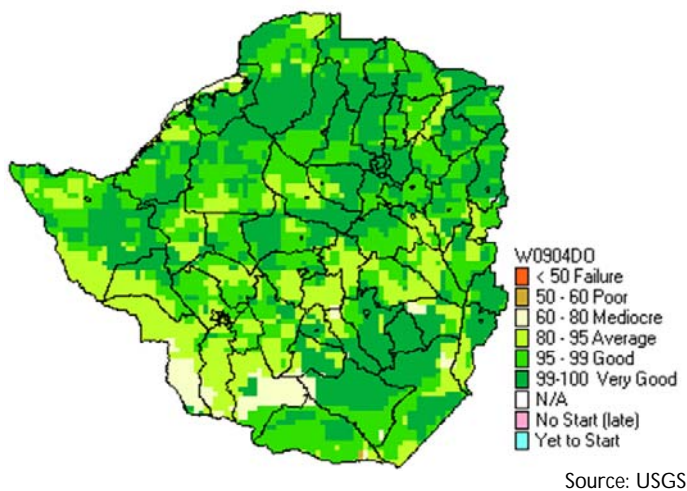 W0904DO
< 50 Failure
50 - 60 Poor
60 - 80 Mediocre
80 - 95 Average
95 - 99 Good
99-100 Very Good
N/A
No Start (late)
Yet to Start
Source: USGS